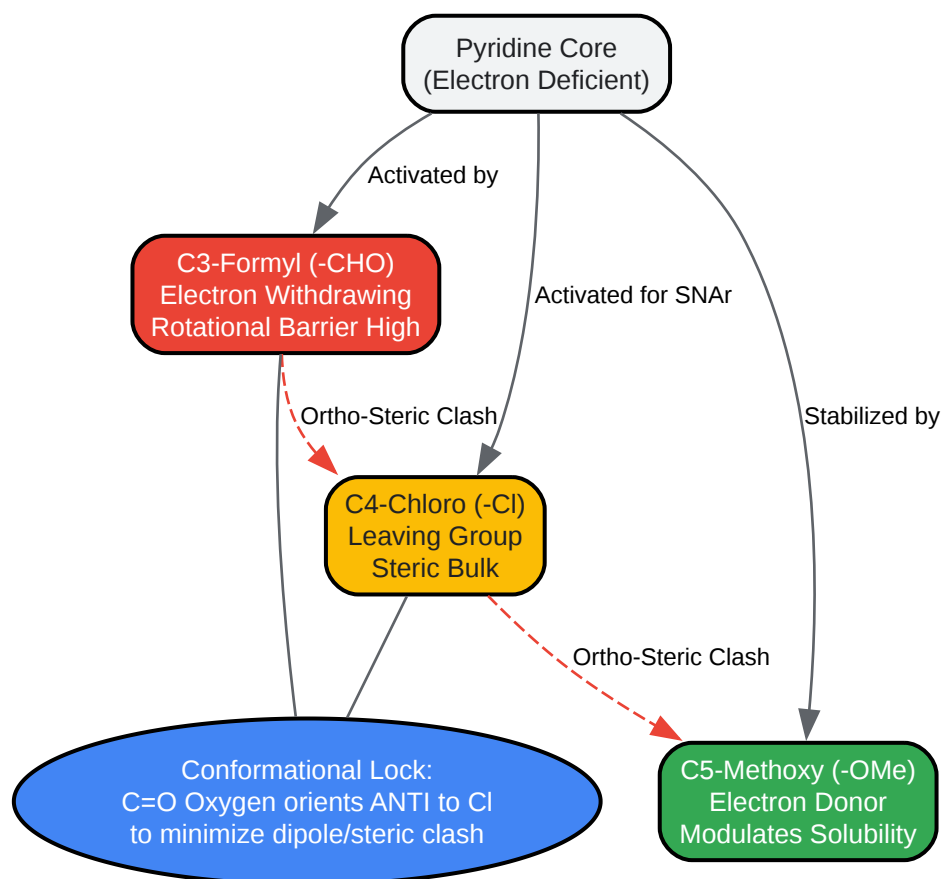 Pyridine Core
(Electron Deficient)
Activated by
C3-Formyl (-CHO)
Electron Withdrawing
Rotational Barrier High
Activated for SNAr
Ortho-Steric Clash
Stabilized by
C4-Chloro (-Cl)
Leaving Group
Steric Bulk
Ortho-Steric Clash
Conformational Lock:
C=O Oxygen orients ANTI to Cl
to minimize dipole/steric clash
C5-Methoxy (-OMe)
Electron Donor
Modulates Solubility